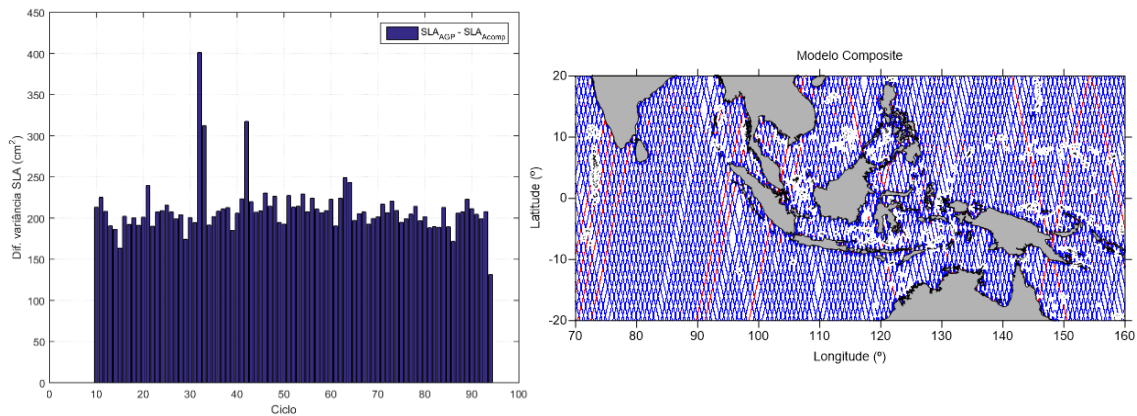 450
400
350
300
250
200
150
100
50
0
Dif. variância SLA (cm²)
SLA_AGP - SLA_Acomp
0 10 20 30 40 50 60 70 80 90 100
Ciclo
Modelo Composite
20
10
0
-10
-20
Latitude (º)
70 80 90 100 110 120 130 140 150 160
Longitude (º)